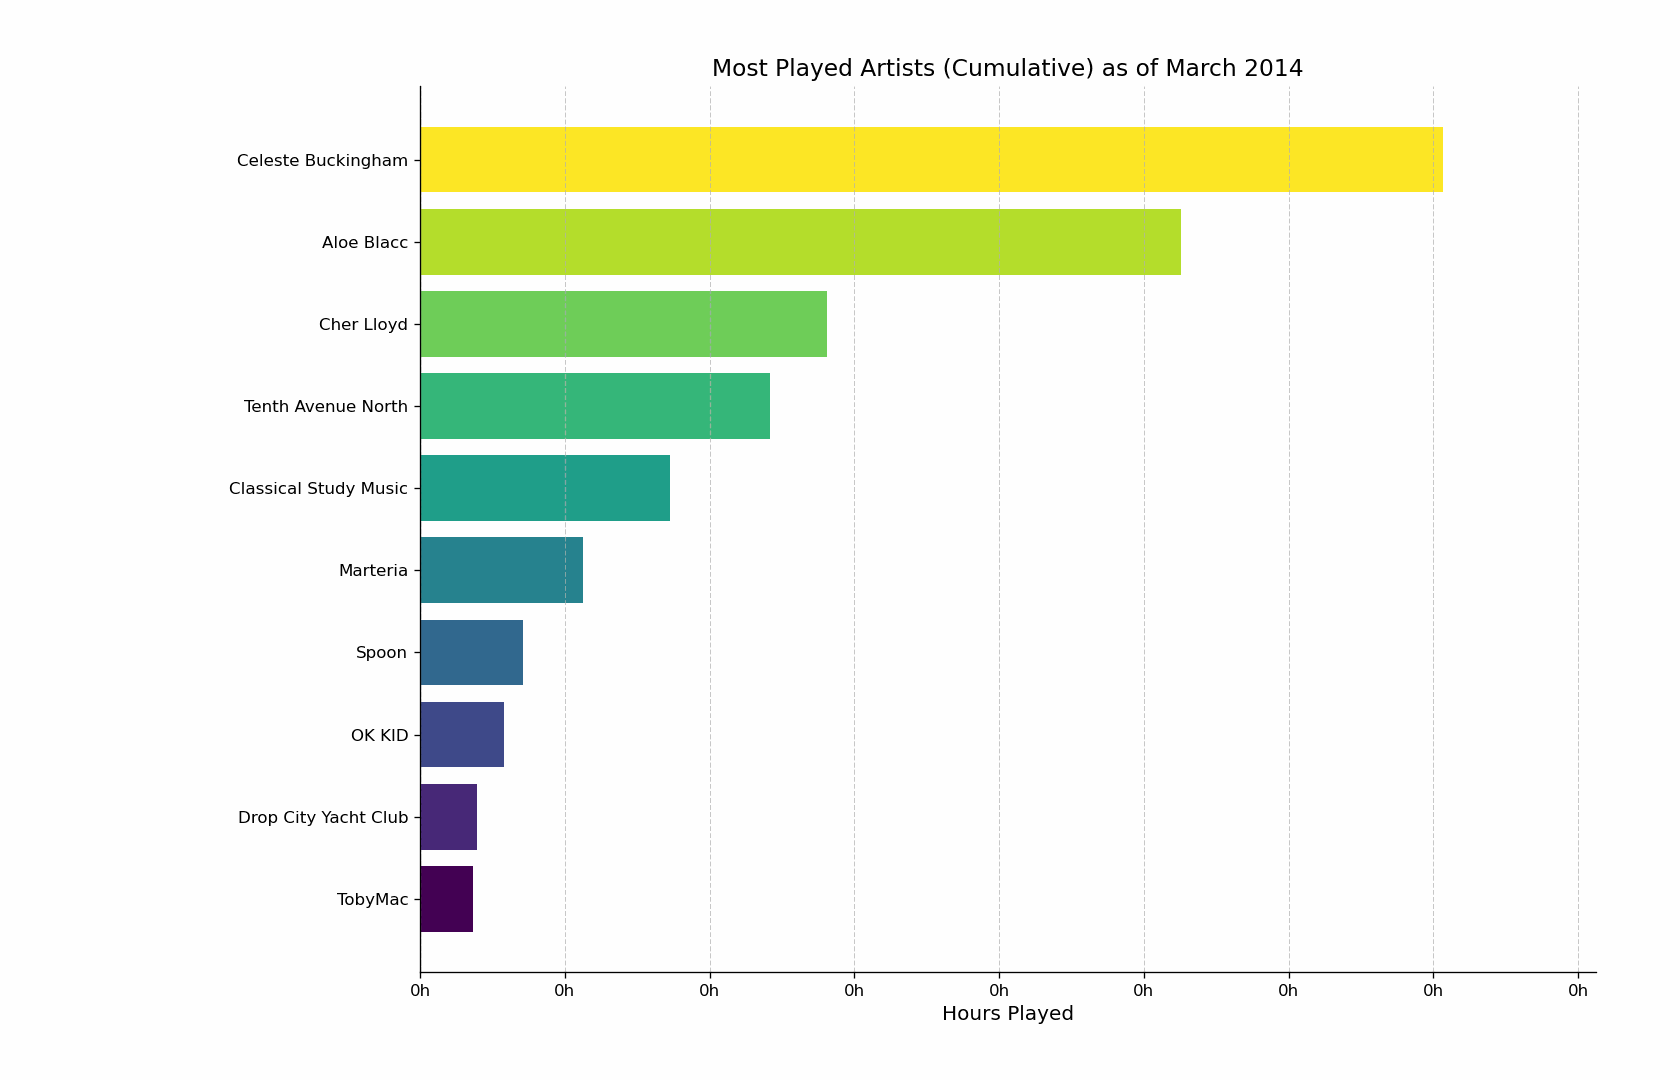 Most Played Artists (Cumulative) as of March 2014
Celeste Buckingham
Aloe Blacc
Cher Lloyd
Tenth Avenue North
Classical Study Music
Marteria
Spoon
OK KID
Drop City Yacht Club
TobyMac
0h 0h 0h 0h 0h 0h 0h 0h 0h
Hours Played